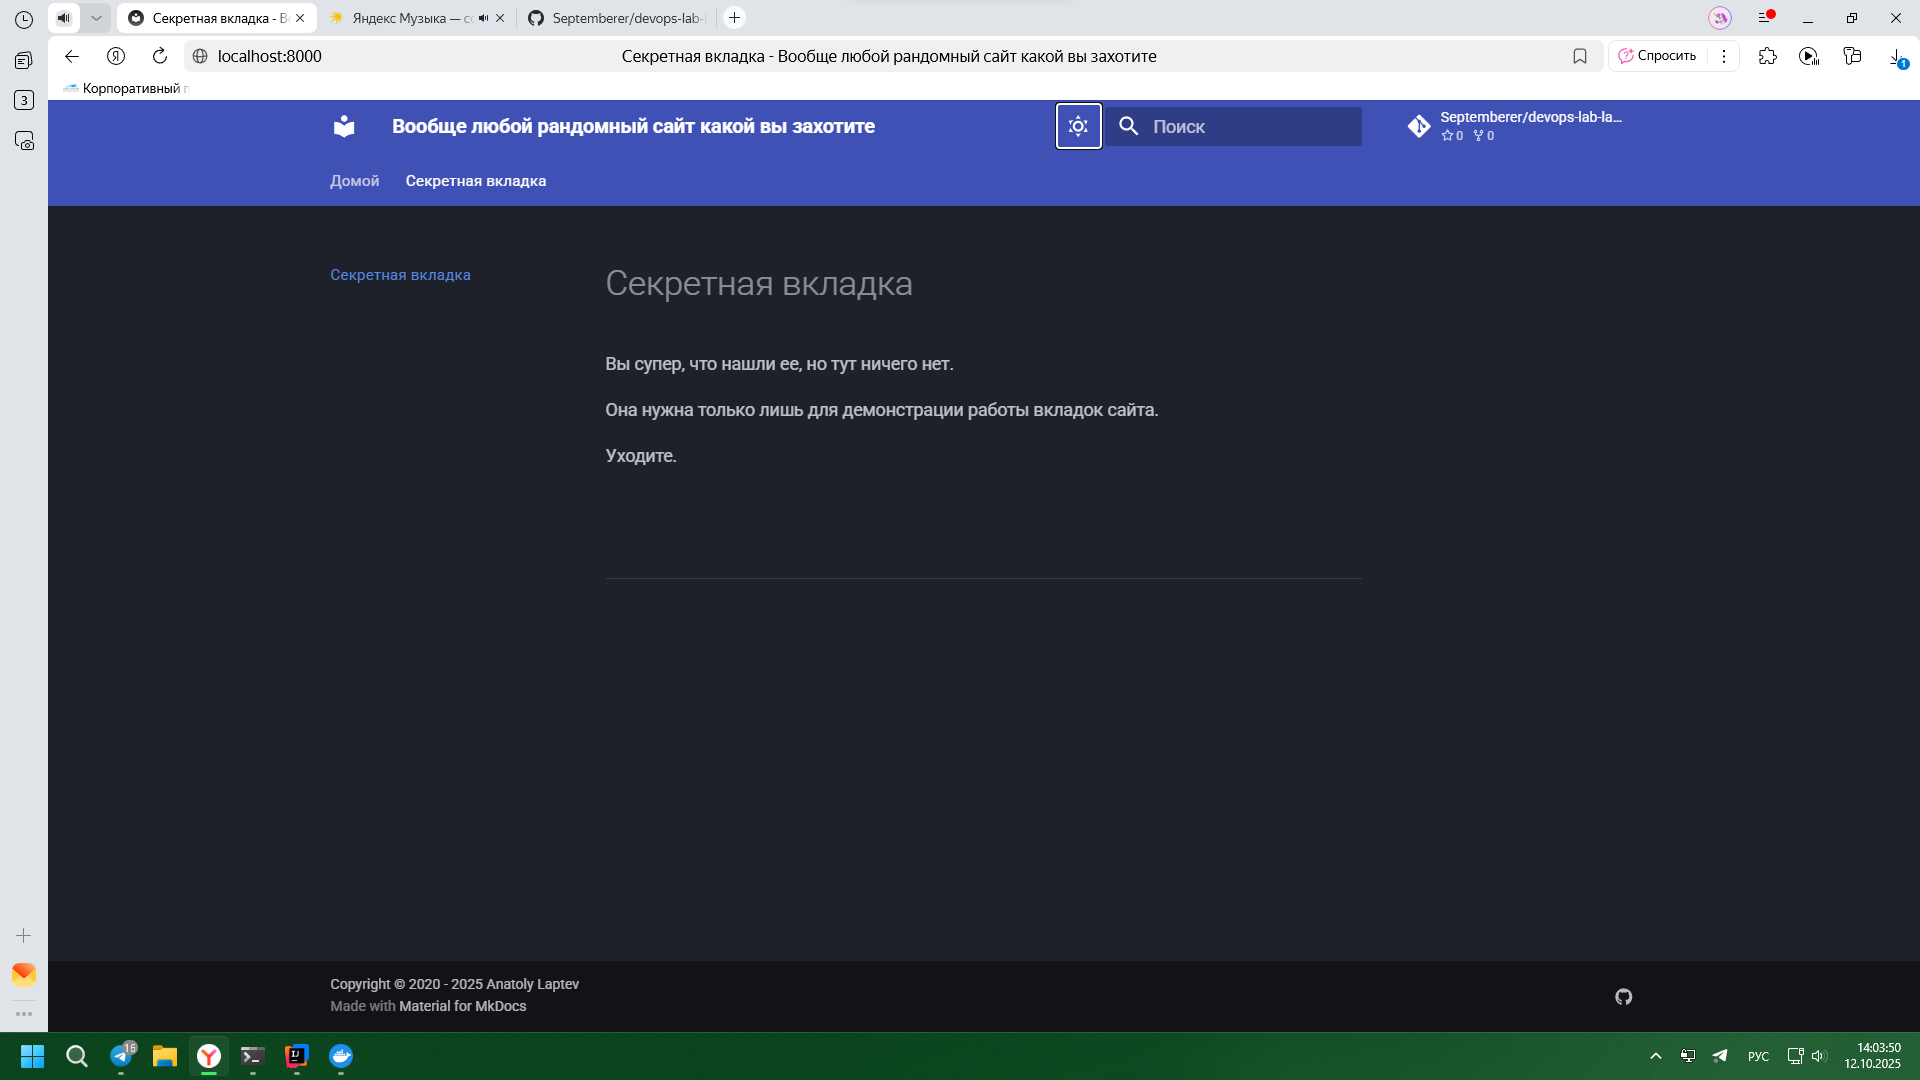 Секретная вкладка - В
Яндекс Музыка — сс
Septemberer/devops-lab-l
localhost:8000
Секретная вкладка - Вообще любой рандомный сайт какой вы захотите
Спросить
1
Корпоративный п
3
Вообще любой рандомный сайт какой вы захотите
Поиск
Septemberer/devops-lab-la...
0 0
Домой
Секретная вкладка
Секретная вкладка
Секретная вкладка
Вы супер, что нашли ее, но тут ничего нет.
Она нужна только лишь для демонстрации работы вкладок сайта.
Уходите.
Copyright © 2020 - 2025 Anatoly Laptev
Made with Material for MkDocs
16
РУС
14:03:50
12.10.2025